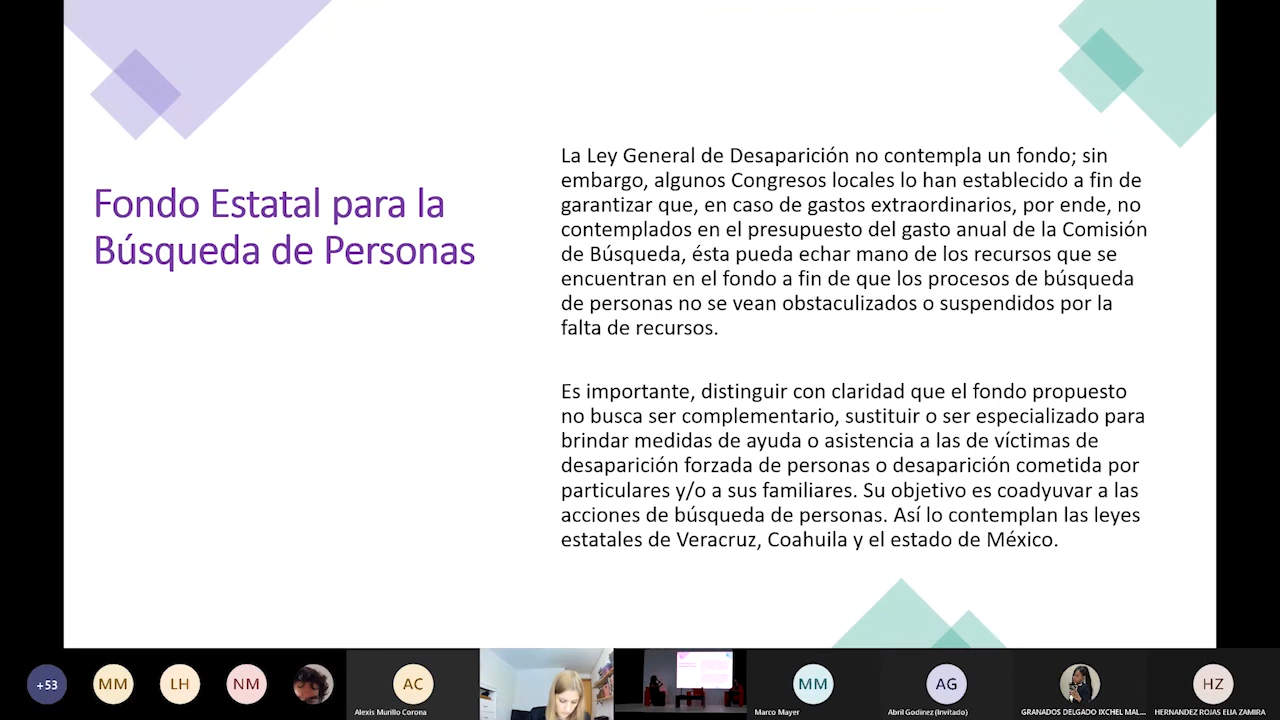 Fondo Estatal para la
Búsqueda de Personas
La Ley General de Desaparición no contempla un fondo; sin
embargo, algunos Congresos locales lo han establecido a fin de
garantizar que, en caso de gastos extraordinarios, por ende, no
contemplados en el presupuesto del gasto anual de la Comisión
de Búsqueda, ésta pueda echar mano de los recursos que se
encuentran en el fondo a fin de que los procesos de búsqueda
de personas no se vean obstaculizados o suspendidos por la
falta de recursos.
Es importante, distinguir con claridad que el fondo propuesto
no busca ser complementario, sustituir o ser especializado para
brindar medidas de ayuda o asistencia a las de víctimas de
desaparición forzada de personas o desaparición cometida por
particulares y/o a sus familiares. Su objetivo es coadyuvar a las
acciones de búsqueda de personas. Así lo contemplan las leyes
estatales de Veracruz, Coahuila y el estado de México.
+53
MM
LH
NM
AC
MM
AG
HZ
Alexis Murillo Corona
Marco Mayer
Abril Godinez (Invitado)
GRANADOS DELGADO IXCHEL MAL...
HERNANDEZ ROJAS ELIA ZAMIRA